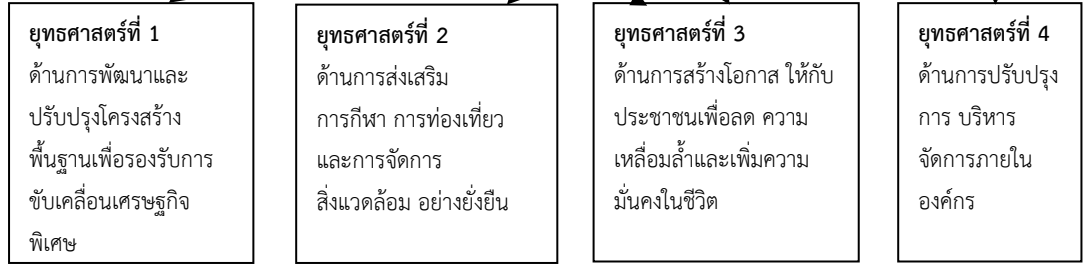 ยุทธศาสตร์ที่ 1
ด้านการพัฒนาและ
ปรับปรุงโครงสร้าง
พื้นฐานเพื่อรองรับการ
ขับเคลื่อนเศรษฐกิจ
พิเศษ
ยุทธศาสตร์ที่ 2
ด้านการส่งเสริม
การกีฬา การท่องเที่ยว
และการจัดการ
สิ่งแวดล้อม อย่างยั่งยืน
ยุทธศาสตร์ที่ 3
ด้านการสร้างโอกาส ให้กับ
ประชาชนเพื่อลด ความ
เหลื่อมล้ำและเพิ่มความ
มั่นคงในชีวิต
ยุทธศาสตร์ที่ 4
ด้านการปรับปรุง
การ บริหาร
จัดการภายใน
องค์กร